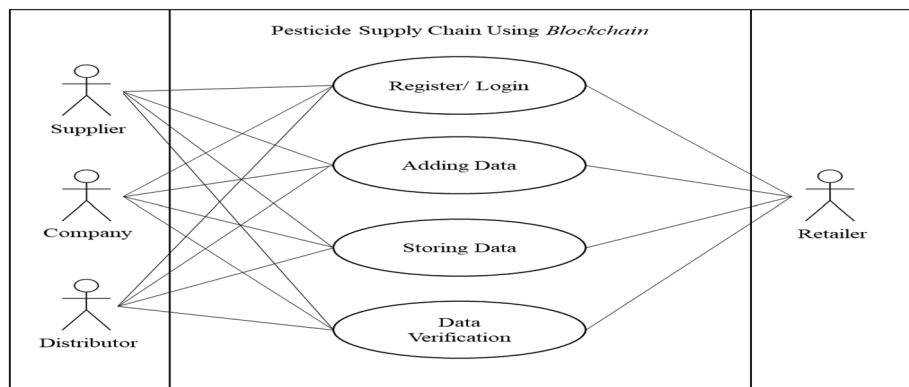 Pesticide Supply Chain Using Blockchain
Supplier
Company
Distributor
Register/ Login
Adding Data
Storing Data
Data
Verification
Retailer